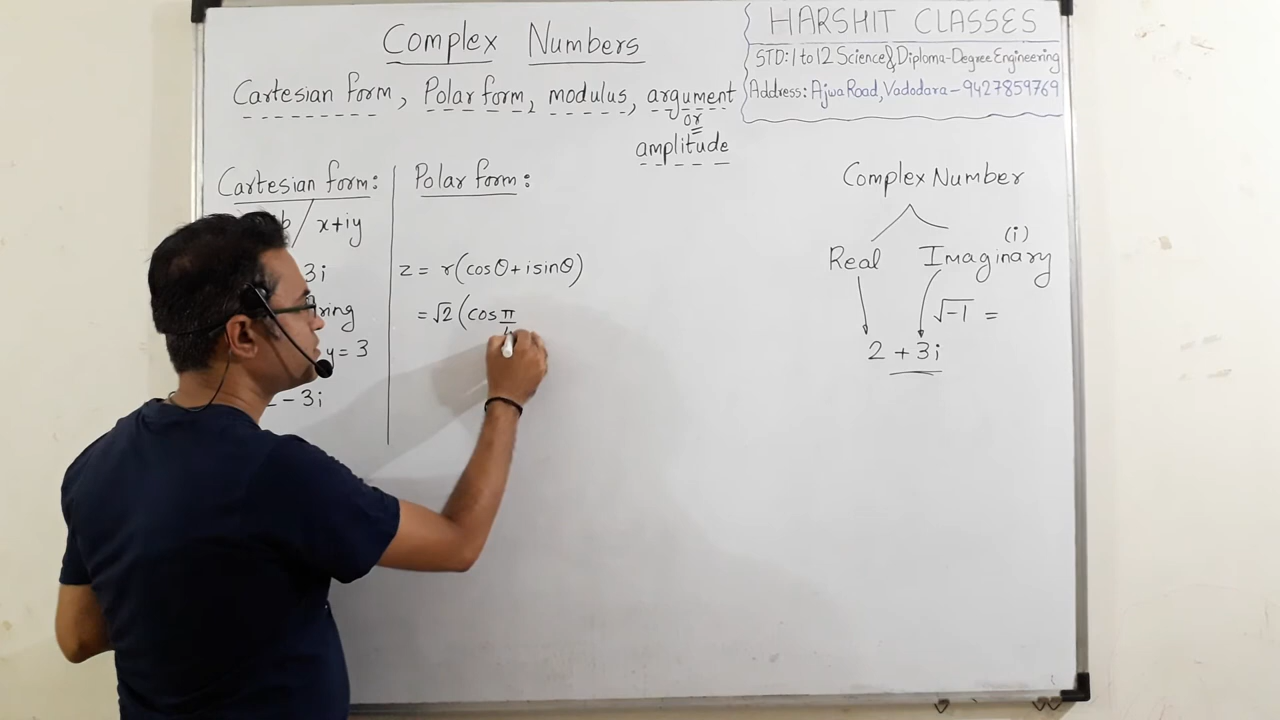 Complex Numbers
Cartesian form, Polar form, modulus, argument
or
amplitude
HARSHIT CLASSES
STD: 1 to 12 Science & Diploma-Degree Engineering
Address: Ajwa Road, Vadodara - 9427859769
Cartesian form:
b / x+iy
3i
ring
y = 3
- 3i
Polar form:
z = r(cosθ + isinθ)
= √2 (cos π
Complex Number
Real Imaginary (i)
√-1 =
2 + 3i